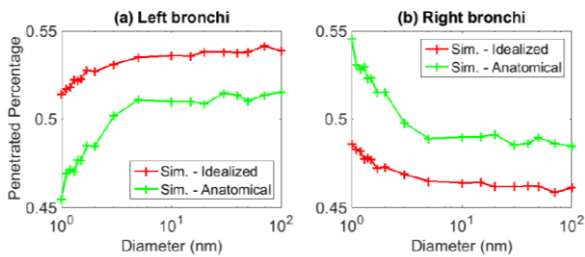 (a) Left bronchi
Penetrated Percentage
0.55
0.5
0.45
Sim. - Idealized
Sim. - Anatomical
10^0
10^1
10^2
Diameter (nm)
(b) Right bronchi
0.55
0.5
0.45
Sim. - Idealized
Sim. - Anatomical
10^0
10^1
10^2
Diameter (nm)